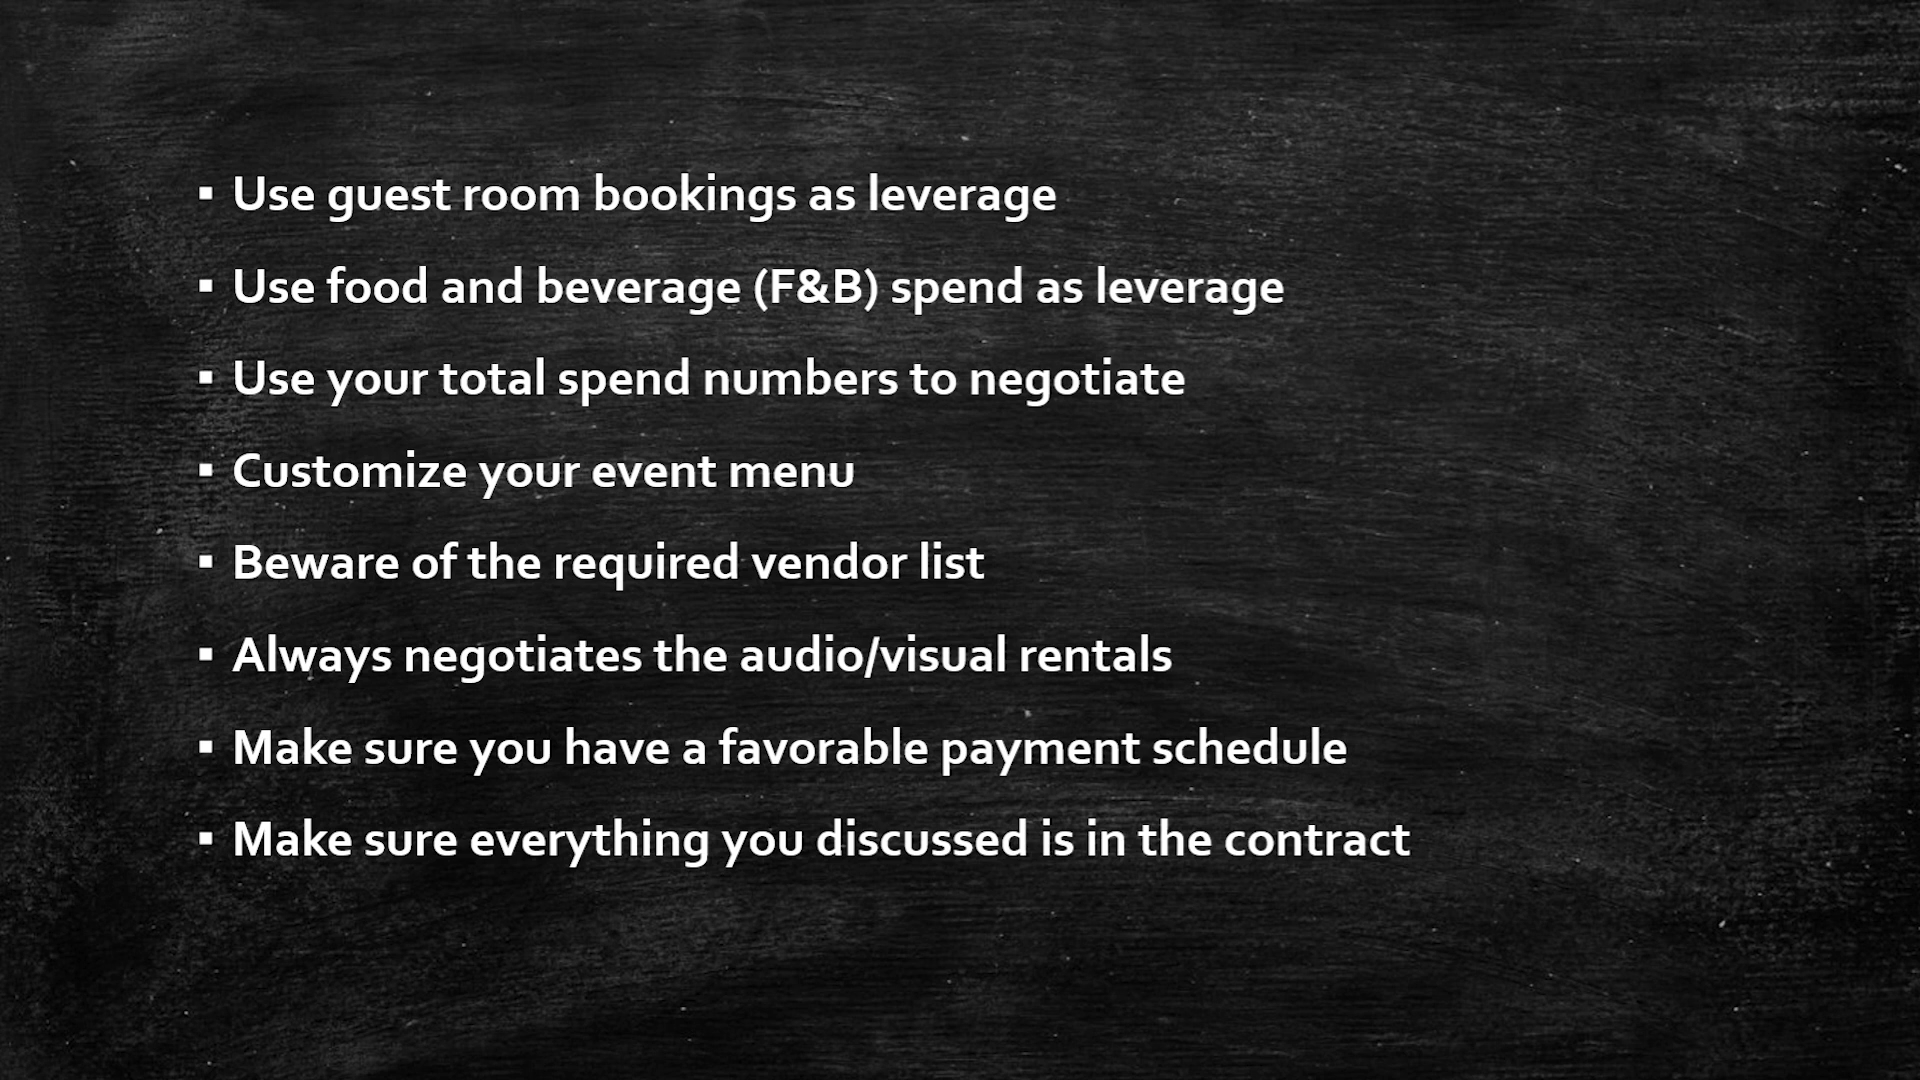 ▪ Use guest room bookings as leverage
▪ Use food and beverage (F&B) spend as leverage
▪ Use your total spend numbers to negotiate
▪ Customize your event menu
▪ Beware of the required vendor list
▪ Always negotiates the audio/visual rentals
▪ Make sure you have a favorable payment schedule
▪ Make sure everything you discussed is in the contract